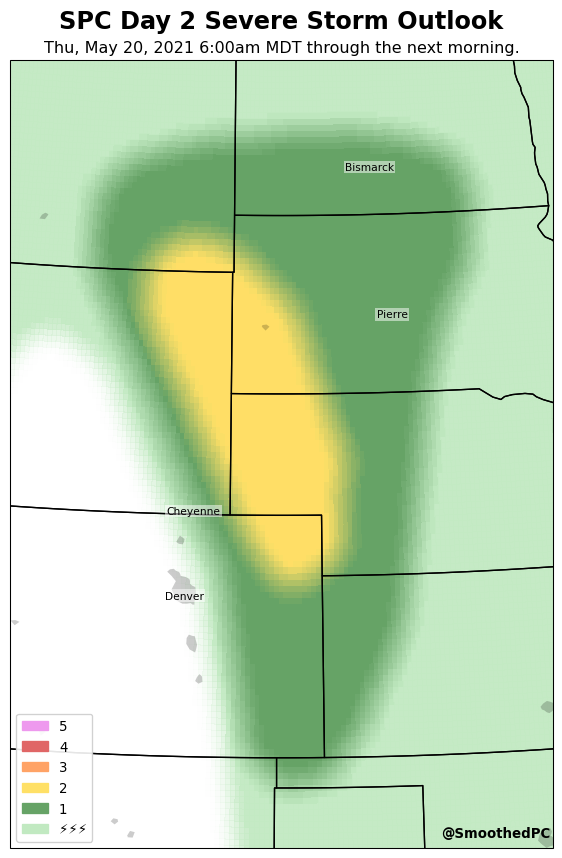 SPC Day 2 Severe Storm Outlook
Thu, May 20, 2021 6:00am MDT through the next morning.
Bismarck
Pierre
Cheyenne
Denver
5
4
3
2
1
⚡⚡⚡
@SmoothedPC